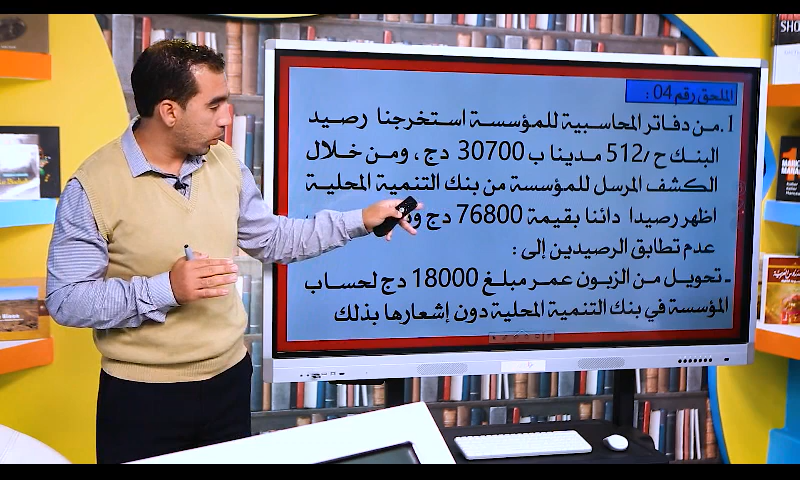 الملحق رقم 04 :
1. من دفاتر المحاسبية للمؤسسة استخرجنا رصيد
البنك ح /512 مدينا ب 30700 دج ، ومن خلال
الكشف المرسل للمؤسسة من بنك التنمية المحلية
اظهر رصيدا دائنا بقيمة 76800 دج
عدم تطابق الرصيدين إلى :
ـ تحويل من الزبون عمر مبلغ 18000 دج لحساب
المؤسسة في بنك التنمية المحلية دون إشعارها بذلك